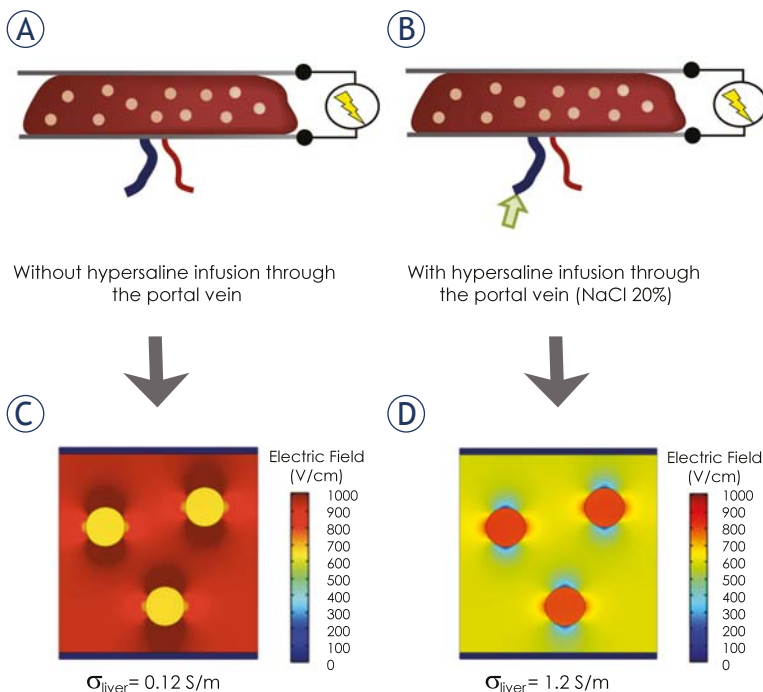 A
B
Without hypersaline infusion through
the portal vein
With hypersaline infusion through
the portal vein (NaCl 20%)
C
D
Electric Field
(V/cm)
1000
900
800
700
600
500
400
300
200
100
0
σliver= 0.12 S/m
Electric Field
(V/cm)
1000
900
800
700
600
500
400
300
200
100
0
σliver= 1.2 S/m